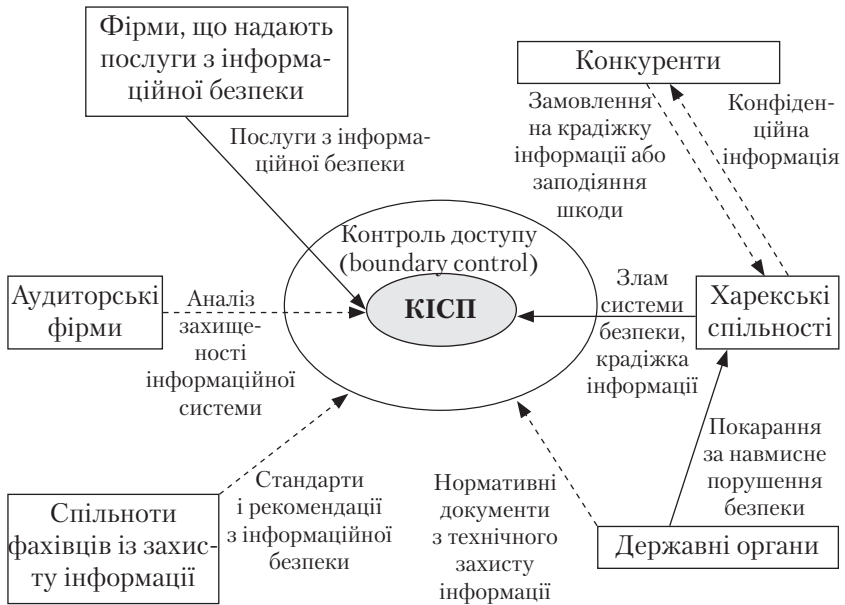 Фірми, що надають
послуги з інформа-
ційної безпеки
Конкуренти
Послуги з інформа-
ційної безпеки
Замовлення
на крадіжку
інформації або
заподіяння
шкоди
Конфіден-
ційна
інформація
Контроль доступу
(boundary control)
КІСП
Аудиторські
фірми
Аналіз
захище-
ності
інформаційної
системи
Злам
системи
безпеки,
крадіжка
інформації
Харекські
спільності
Покарання
за навмисне
порушення
безпеки
Спільноти
фахівців із захис-
ту інформації
Стандарти
і рекомендації
з інформаційної
безпеки
Нормативні
документи
з технічного
захисту
інформації
Державні органи